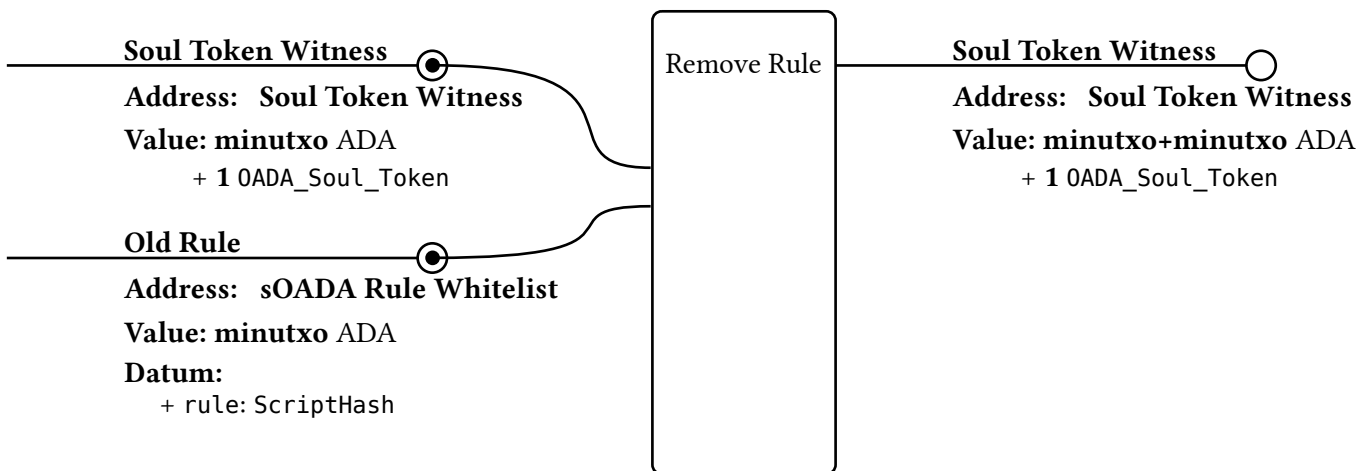 Soul Token Witness
Address: Soul Token Witness
Value: minutxo ADA
+ 1 OADA_Soul_Token
Old Rule
Address: sOADA Rule Whitelist
Value: minutxo ADA
Datum:
+ rule: ScriptHash
Remove Rule
Soul Token Witness
Address: Soul Token Witness
Value: minutxo+minutxo ADA
+ 1 OADA_Soul_Token